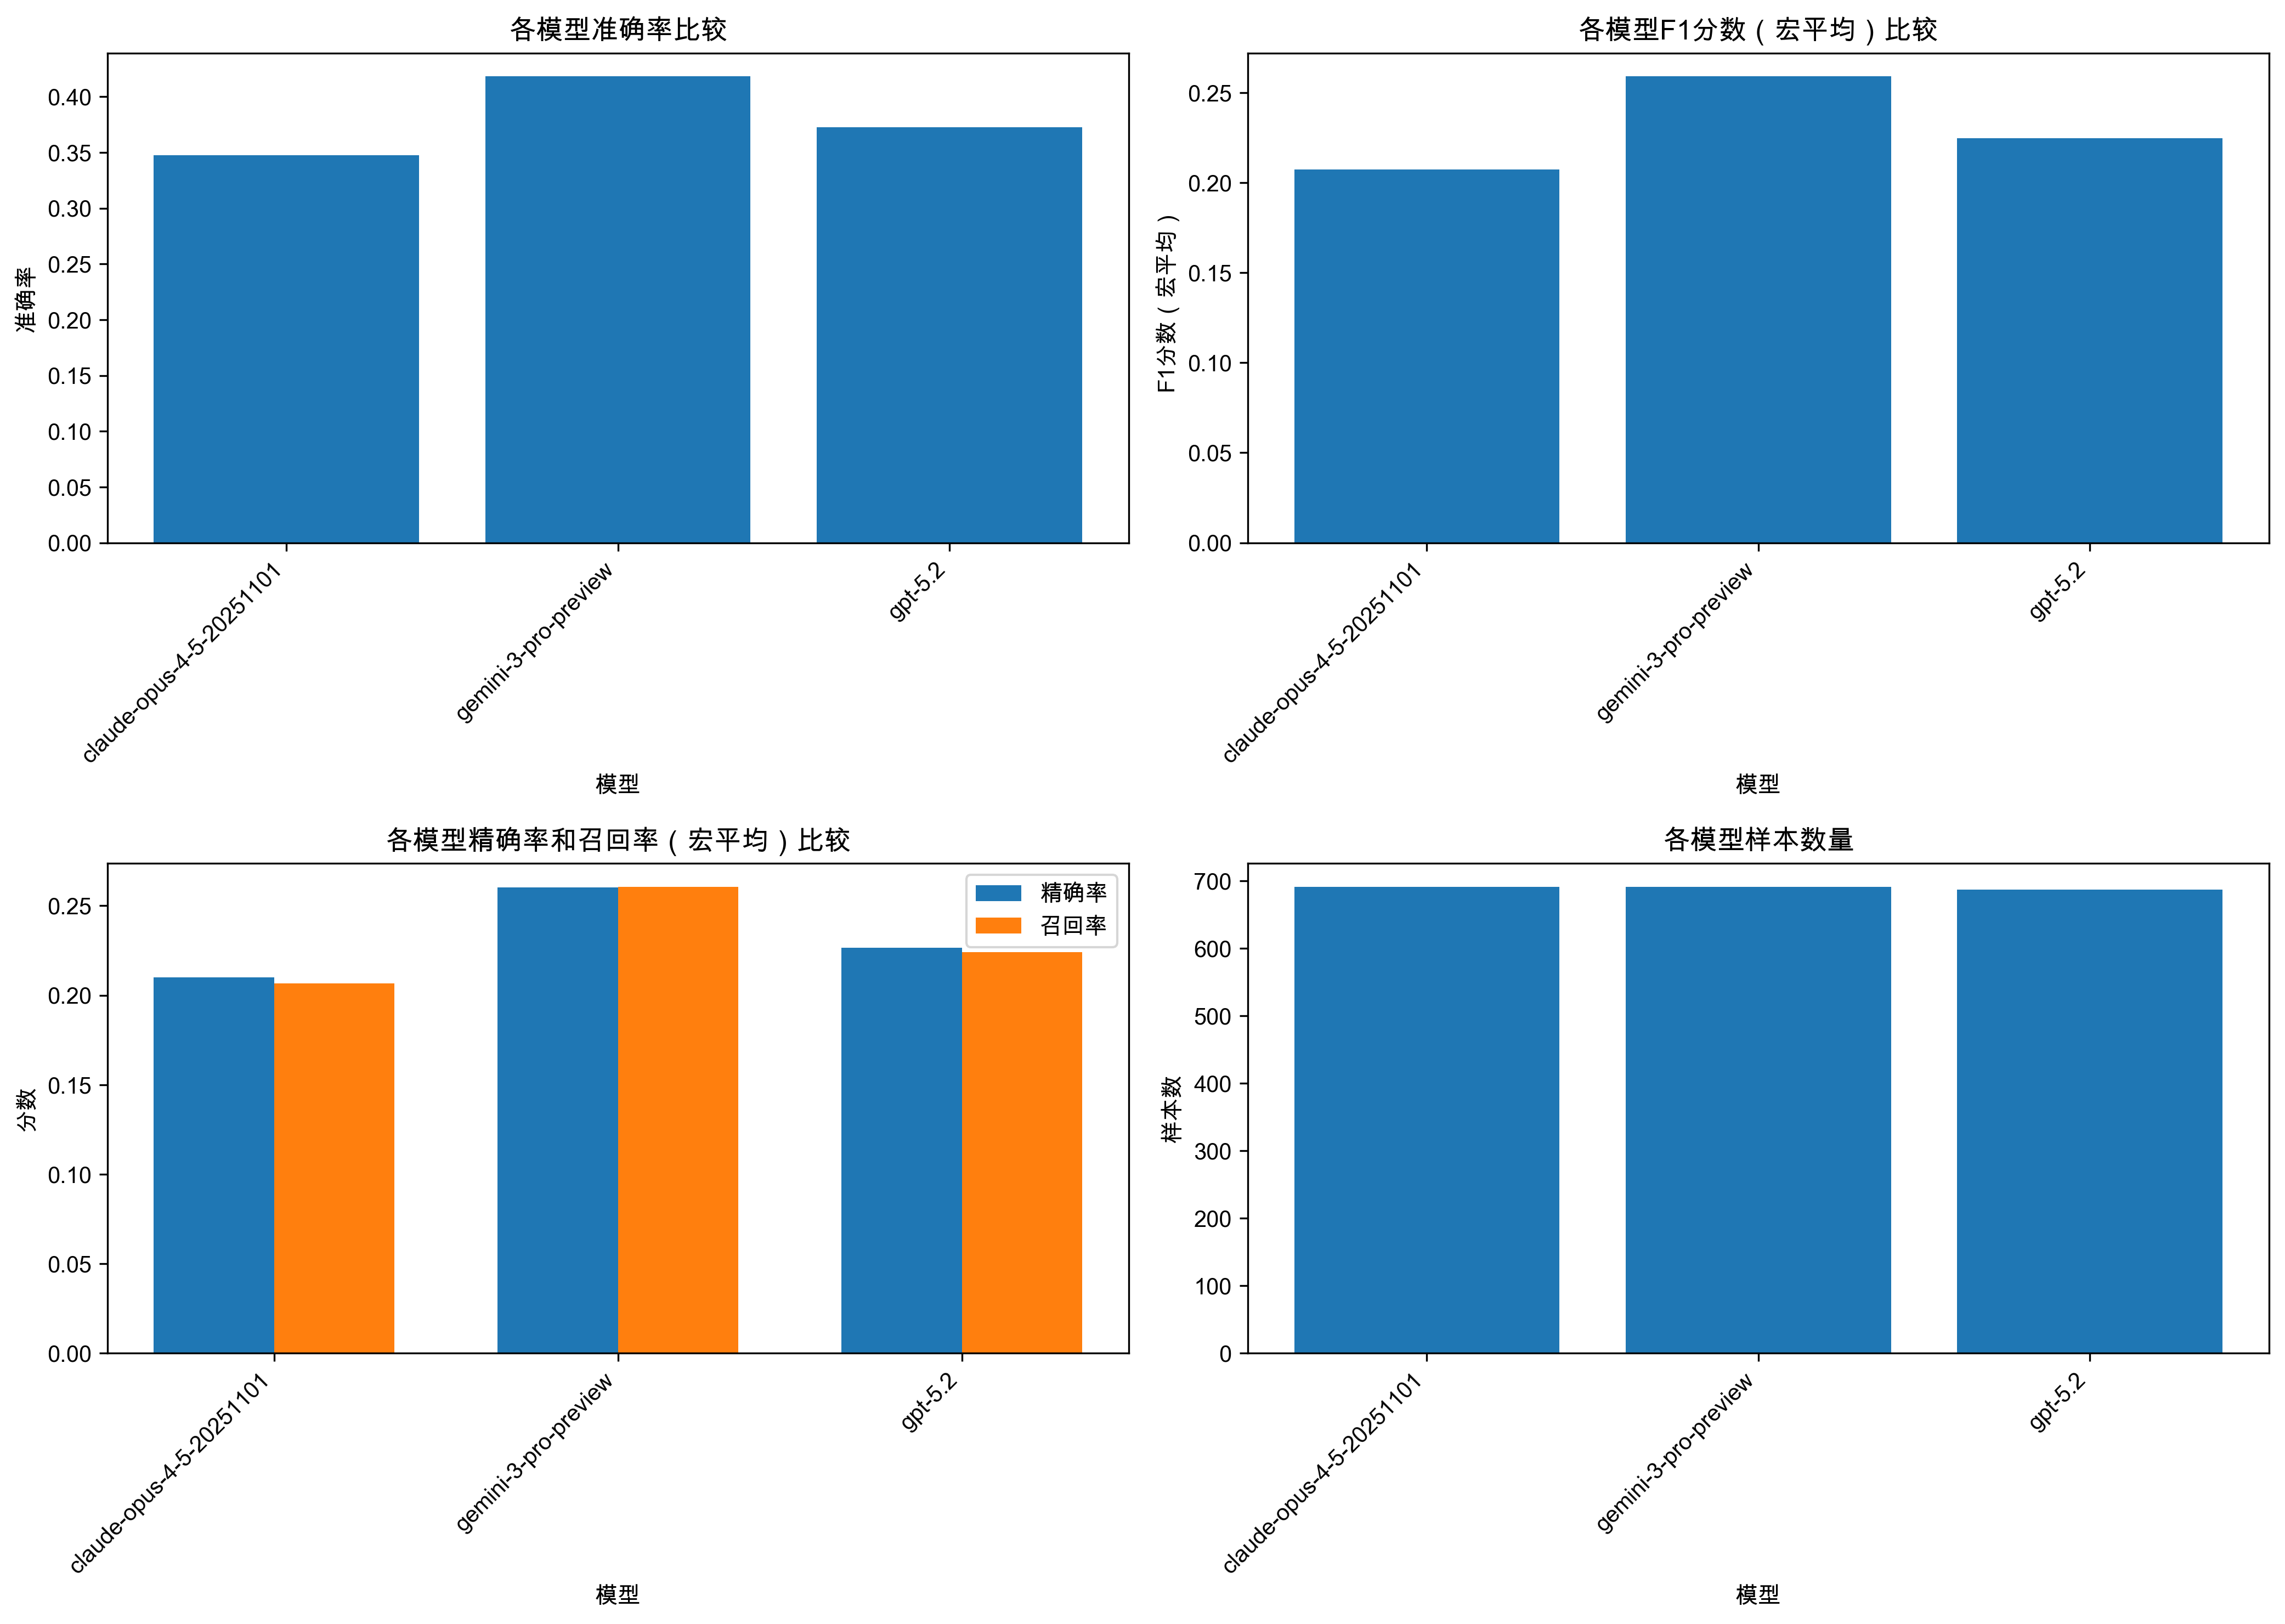 各模型准确率比较
准确率
0.40
0.35
0.30
0.25
0.20
0.15
0.10
0.05
0.00
claude-opus-4-5-20251101
gemini-3-pro-preview
gpt-5.2
模型
各模型F1分数（宏平均）比较
F1分数（宏平均）
0.25
0.20
0.15
0.10
0.05
0.00
claude-opus-4-5-20251101
gemini-3-pro-preview
gpt-5.2
模型
各模型精确率和召回率（宏平均）比较
精确率
召回率
分数
0.25
0.20
0.15
0.10
0.05
0.00
claude-opus-4-5-20251101
gemini-3-pro-preview
gpt-5.2
模型
各模型样本数量
样本数
700
600
500
400
300
200
100
0
claude-opus-4-5-20251101
gemini-3-pro-preview
gpt-5.2
模型